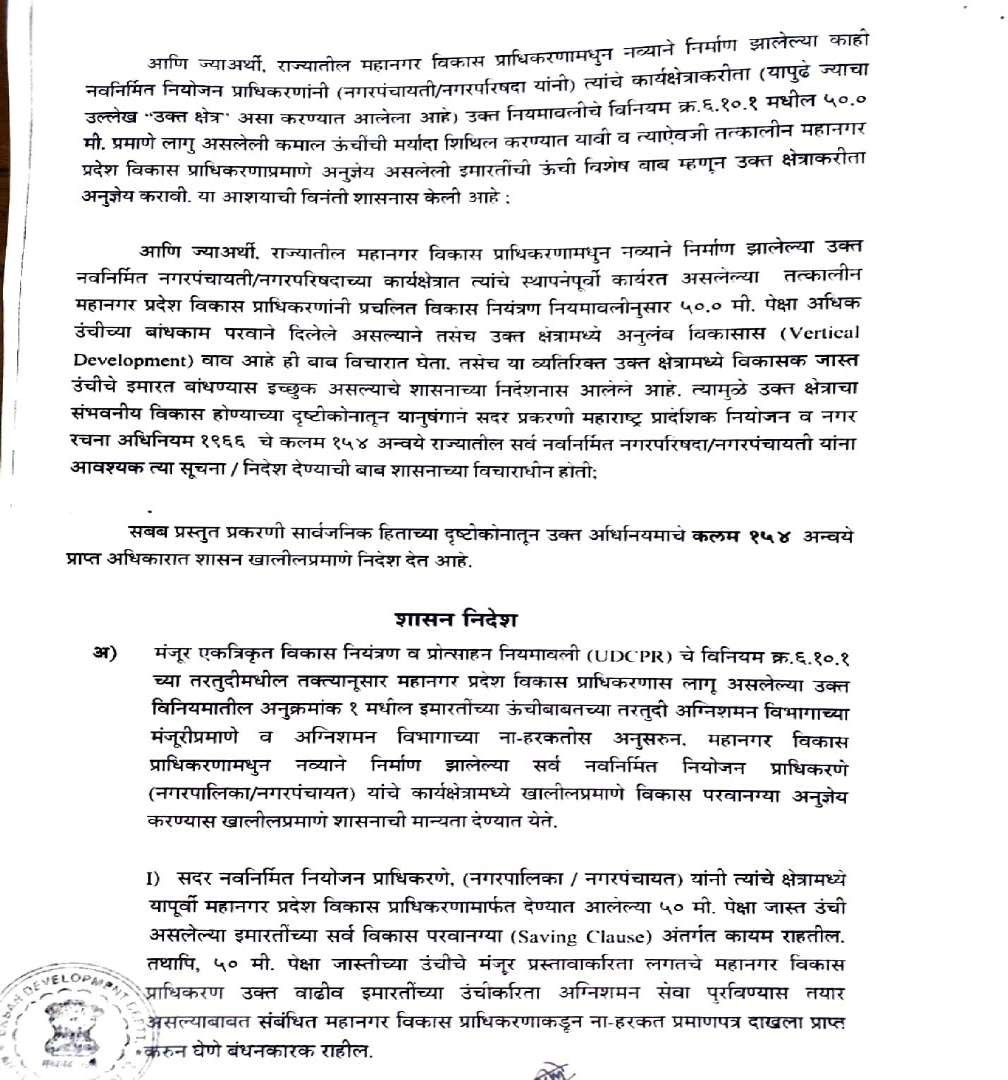 आणि ज्याअर्थी, राज्यातील महानगर विकास प्राधिकरणामधुन नव्याने निर्माण झालेल्या काही
नवनिर्मित नियोजन प्राधिकरणांनी (नगरपंचायती/नगरपरिषदा यांनी) त्यांचे कार्यक्षेत्राकरीता (यापुढे ज्याचा
उल्लेख "उक्त क्षेत्र" असा करण्यात आलेला आहे) उक्त नियमावलीचे विनियम क्र.६.१०.१ मधील ५०.०
मी. प्रमाणे लागु असलेली कमाल ऊंचीची मर्यादा शिथिल करण्यात यावी व त्याऐवजी तत्कालीन महानगर
प्रदेश विकास प्राधिकरणाप्रमाणे अनुज्ञेय असलेली इमारतींची ऊंची विशेष वाब म्हणून उक्त क्षेत्राकरीता
अनुज्ञेय करावी. या आशयाची विनंती शासनास केली आहे ;
आणि ज्याअर्थी, राज्यातील महानगर विकास प्राधिकरणामधुन नव्याने निर्माण झालेल्या उक्त
नवनिर्मित नगरपंचायती/नगरपरिषदाच्या कार्यक्षेत्रात त्यांचे स्थापनेपूर्वी कार्यरत असलेल्या तत्कालीन
महानगर प्रदेश विकास प्राधिकरणांनी प्रचलित विकास नियंत्रण नियमावलीनुसार ५०.० मी. पेक्षा अधिक
उंचीच्या बांधकाम परवाने दिलेले असल्याने तसेच उक्त क्षेत्रामध्ये अनुलंब विकासास (Vertical
Development) वाव आहे ही बाब विचारात घेता. तसेच या व्यतिरिक्त उक्त क्षेत्रामध्ये विकासक जास्त
उंचीचे इमारत बांधण्यास इच्छुक असल्याचे शासनाच्या निर्देशनास आलेले आहे. त्यामुळे उक्त क्षेत्राचा
संभवनीय विकास होण्याच्या दृष्टीकोनातून यानुषंगाने सदर प्रकरणी महाराष्ट्र प्रादेशिक नियोजन व नगर
रचना अधिनियम १९६६ चे कलम १५४ अन्वये राज्यातील सर्व नवनिर्मित नगरपरिषदा/नगरपंचायती यांना
आवश्यक त्या सूचना / निदेश देण्याची बाब शासनाच्या विचाराधीन होती;
सबब प्रस्तुत प्रकरणी सार्वजनिक हिताच्या दृष्टीकोनातून उक्त अधिनियमाचे कलम १५४ अन्वये
प्राप्त अधिकारात शासन खालीलप्रमाणे निदेश देत आहे.
शासन निदेश
अ) मंजूर एकत्रिकृत विकास नियंत्रण व प्रोत्साहन नियमावली (UDCPR) चे विनियम क्र.६.१०.१
च्या तरतुदीमधील तक्त्यानूसार महानगर प्रदेश विकास प्राधिकरणास लागू असलेल्या उक्त
विनियमातील अनुक्रमांक १ मधील इमारतींच्या ऊंचीबाबतच्या तरतुदी अग्निशमन विभागाच्या
मंजूरीप्रमाणे व अग्निशमन विभागाच्या ना-हरकतीस अनुसरुन, महानगर विकास
प्राधिकरणामधुन नव्याने निर्माण झालेल्या सर्व नवनिर्मित नियोजन प्राधिकरणे
(नगरपालिका/नगरपंचायत) यांचे कार्यक्षेत्रामध्ये खालीलप्रमाणे विकास परवानग्या अनुज्ञेय
करण्यास खालीलप्रमाणे शासनाची मान्यता देण्यात येते.
I) सदर नवनिर्मित नियोजन प्राधिकरणे, (नगरपालिका / नगरपंचायत) यांनी त्यांचे क्षेत्रामध्ये
यापूर्वी महानगर प्रदेश विकास प्राधिकरणामार्फत देण्यात आलेल्या ५० मी. पेक्षा जास्त उंची
असलेल्या इमारतींच्या सर्व विकास परवानग्या (Saving Clause) अंतर्गत कायम राहतील.
तथापि, ५० मी. पेक्षा जास्तीच्या उंचीचे मंजूर प्रस्तावाकरिता लगतचे महानगर विकास
प्राधिकरण उक्त वाढीव इमारतींच्या उंचीकरिता अग्निशमन सेवा पुरविण्यास तयार
असल्याबाबत संबंधित महानगर विकास प्राधिकरणाकडून ना-हरकत प्रमाणपत्र दाखला प्राप्त
करुन घेणे बंधनकारक राहील.
DEVELOPMENT